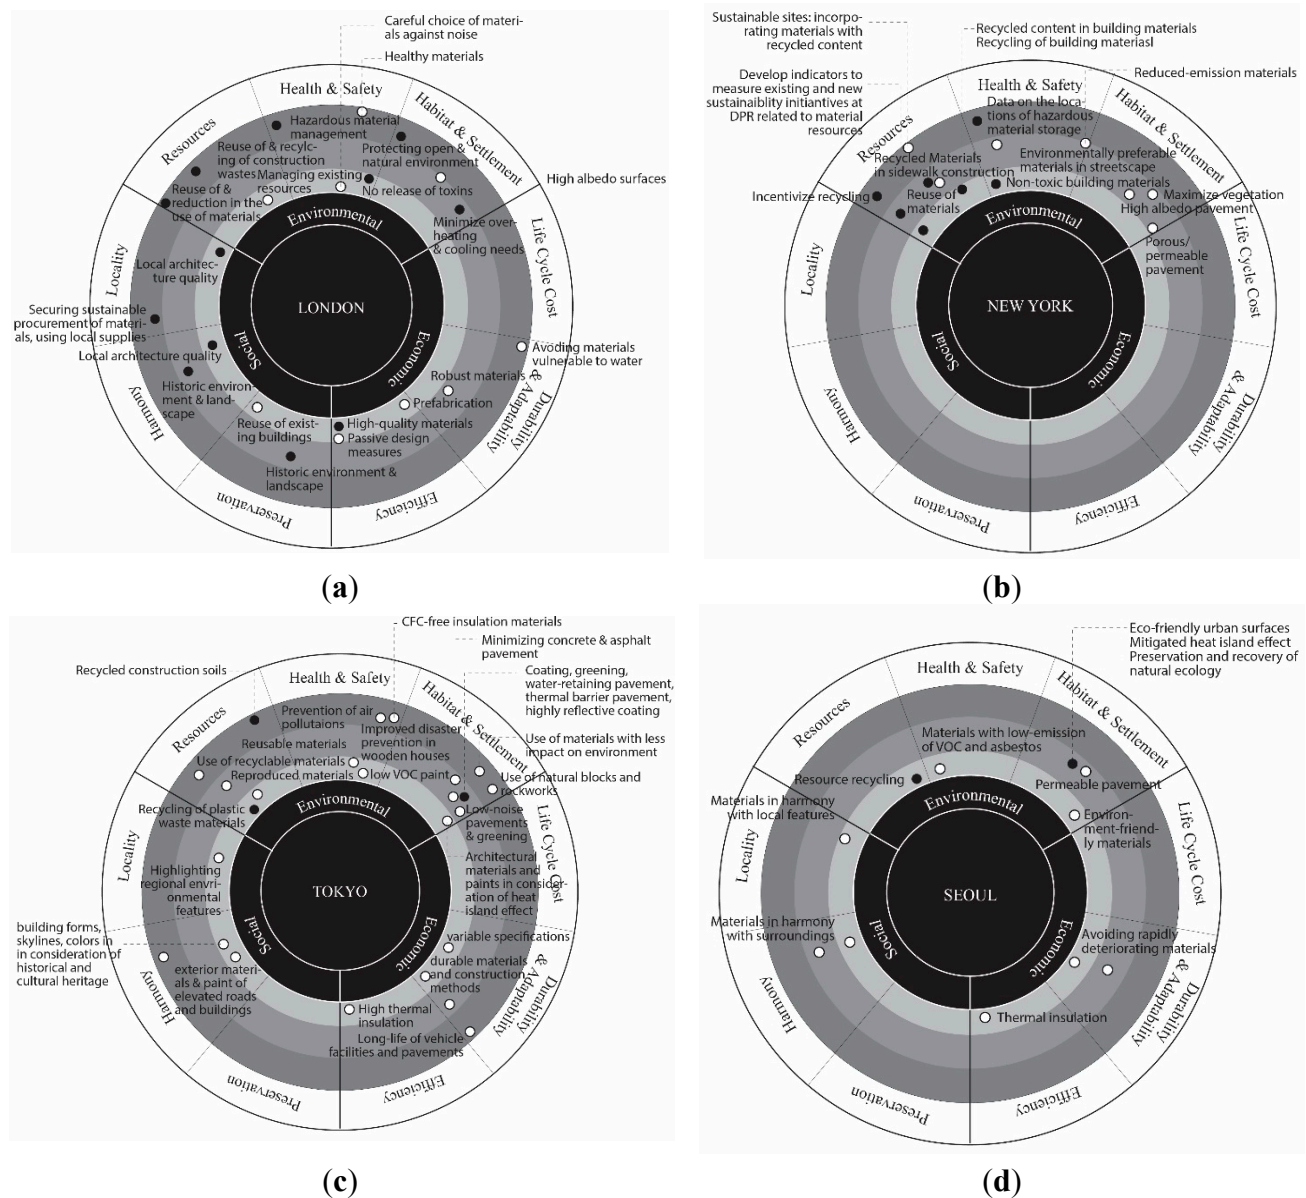 Careful choice of materi-
als against noise
Healthy materials
Health & Safety
Habitat & Settlement
Resources
Hazardous material
management
Protecting open &
natural environment
Reuse of & recylc-
ing of construction
wastes
Managing existing
resources
No release of toxins
High albedo surfaces
Reuse of &
reduction in the
use of materials
Environmental
Minimize over-
heating
& cooling needs
Locality
Local architec-
ture quality
Life Cycle Cost
LONDON
Securing sustainable
procurement of materi-
als, using local supplies
Local architecture quality
Social
Economic
Avoding materials
vulnerable to water
Historic environ-
ment & land-
scape
Robust materials
Prefabrication
Durability
& Adaptability
Harmony
Reuse of exist-
ing buildings
High-quality materials
Passive design
measures
Historic environment &
landscape
Preservation
Efficiency
(a)
Sustainable sites: incorpo-
rating materials with
recycled content
Recycled content in building materials
Recycling of building materiasl
Develop indicators to
measure existing and new
sustainaiblity initiantives at
DPR related to material
resources
Reduced-emission materials
Health & Safety
Habitat & Settlement
Resources
Data on the loca-
tions of hazardous
material storage
Recycled Materials
in sidewalk construction
Environmentally preferable
materials in streetscape
Incentivize recycling
Reuse of
materials
Non-toxic building materials
Maximize vegetation
High albedo pavement
Environmental
Porous/
permeable
pavement
Locality
Life Cycle Cost
NEW YORK
Social
Economic
Harmony
Durability
& Adaptability
Preservation
Efficiency
(b)
CFC-free insulation materials
Minimizing concrete & asphalt
pavement
Recycled construction soils
Coating, greening,
water-retaining pavement,
thermal barrier pavement,
highly reflective coating
Health & Safety
Habitat & Settlement
Resources
Prevention of air
pollutaions
Improved disaster
prevention in
wooden houses
Use of materials with less
impact on environment
Reusable materials
Use of recyclable materials
Reproduced materials
low VOC paint
Use of natural blocks and
rockworks
Recycling of plastic
waste materials
Environmental
Low-noise
pavements
& greening
Locality
Life Cycle Cost
Highlighting
regional envri-
omental
features
TOKYO
Architectural
materials and
paints in consider-
ation of heat
island effect
building forms,
skylines, colors in
in consideration of
historical and
cultural heritage
Social
Economic
variable specifications
exterior materi-
als & paint of
elevated roads
and buildings
durable materials
and construction
methods
Harmony
Durability
& Adaptability
High thermal
insulation
Long-life of vehicle
facilities and pavements
Preservation
Efficiency
(c)
Eco-friendly urban surfaces
Mitigated heat island effect
Preservation and recovery of
natural ecology
Health & Safety
Habitat & Settlement
Resources
Materials with low-emission
of VOC and asbestos
Resource recycling
Permeable pavement
Materials in harmony
with local features
Environmental
Environ-
ment-friend-
ly materials
Locality
Life Cycle Cost
SEOUL
Materials in harmony
with surroundings
Social
Economic
Avoiding rapidly
deteriorating materials
Harmony
Durability
& Adaptability
Thermal insulation
Preservation
Efficiency
(d)